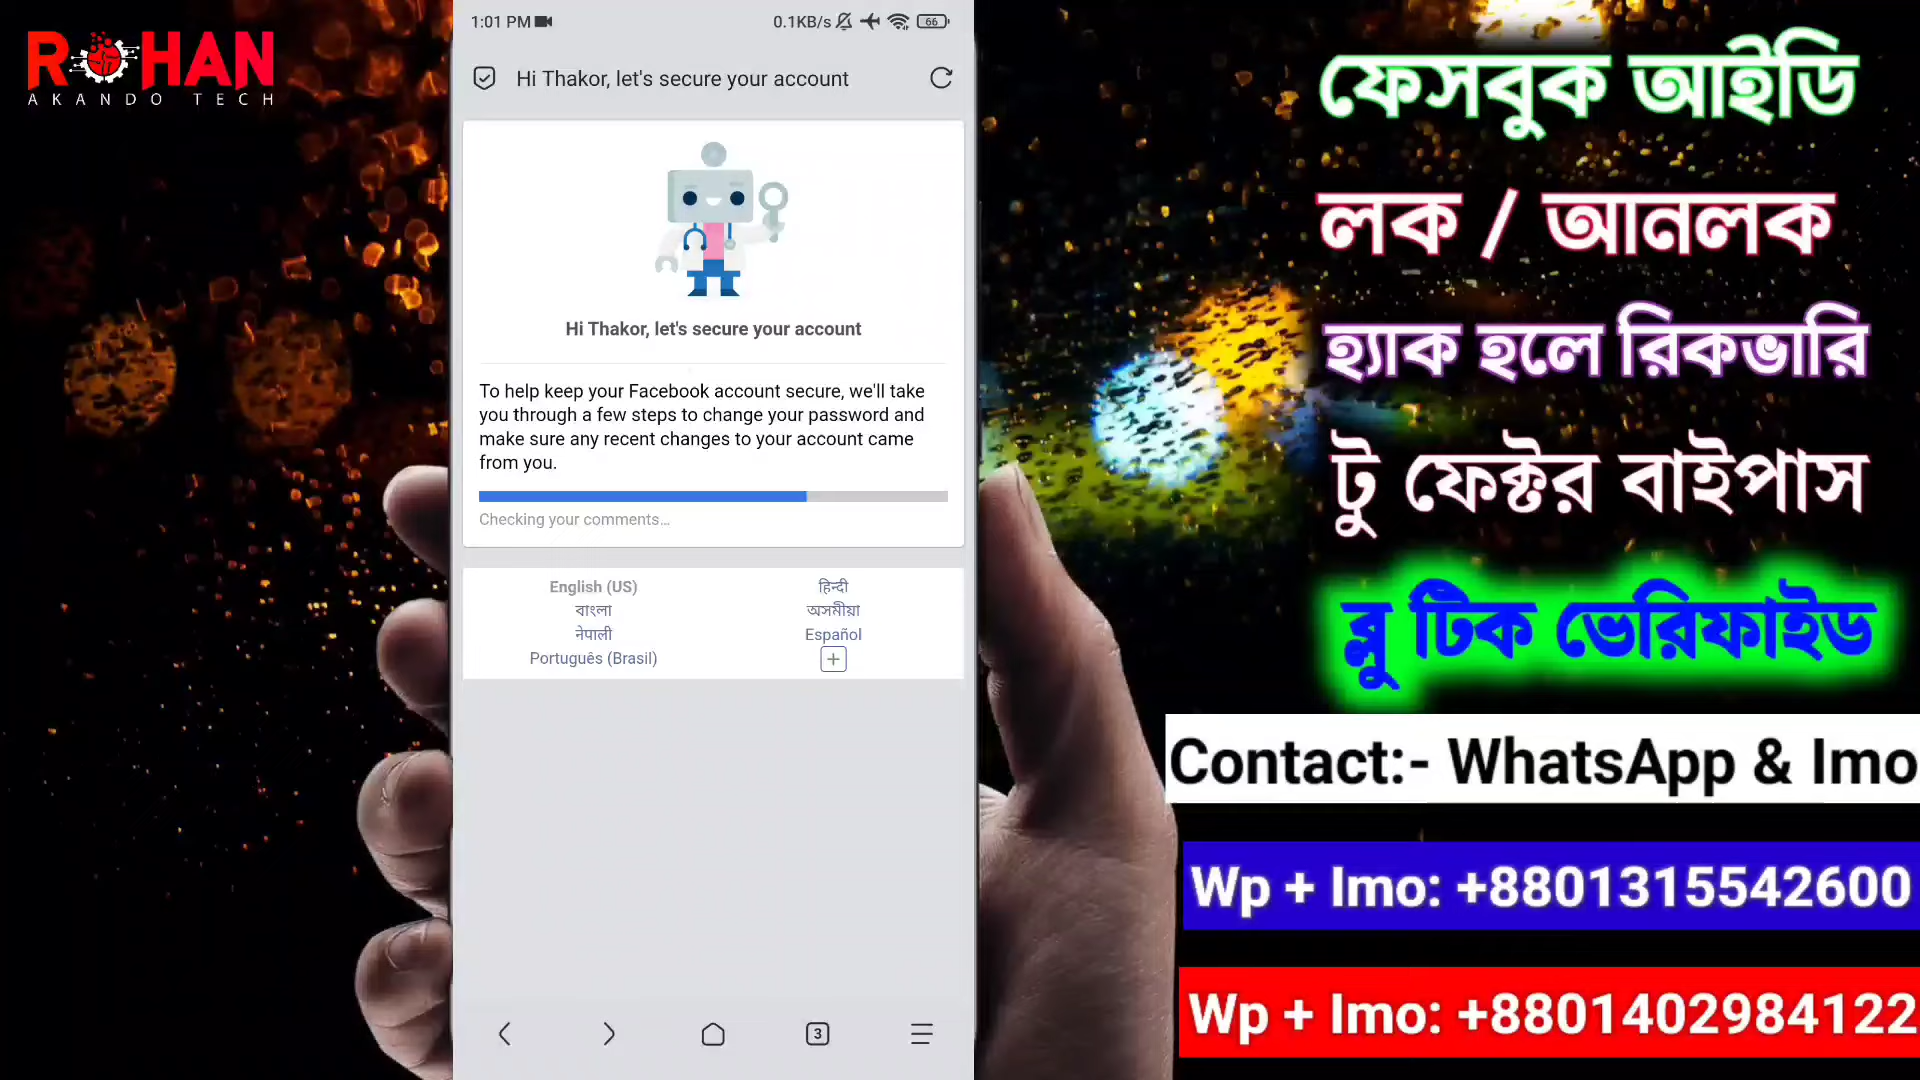 ROHAN
AKANDO TECH
1:01 PM
0.1KB/s
66
Hi Thakor, let's secure your account
Hi Thakor, let's secure your account
To help keep your Facebook account secure, we'll take
you through a few steps to change your password and
make sure any recent changes to your account came
from you.
Checking your comments...
English (US)
हिन्दी
বাংলা
অসমীয়া
नेपाली
Español
Português (Brasil)
3
ফেসবুক আইডি
লক / আনলক
হ্যাক হলে রিকভারি
টু ফেক্টর বাইপাস
ব্লু টিক ভেরিফাইড
Contact:- WhatsApp & Imo
Wp + Imo: +8801315542600
Wp + Imo: +8801402984122